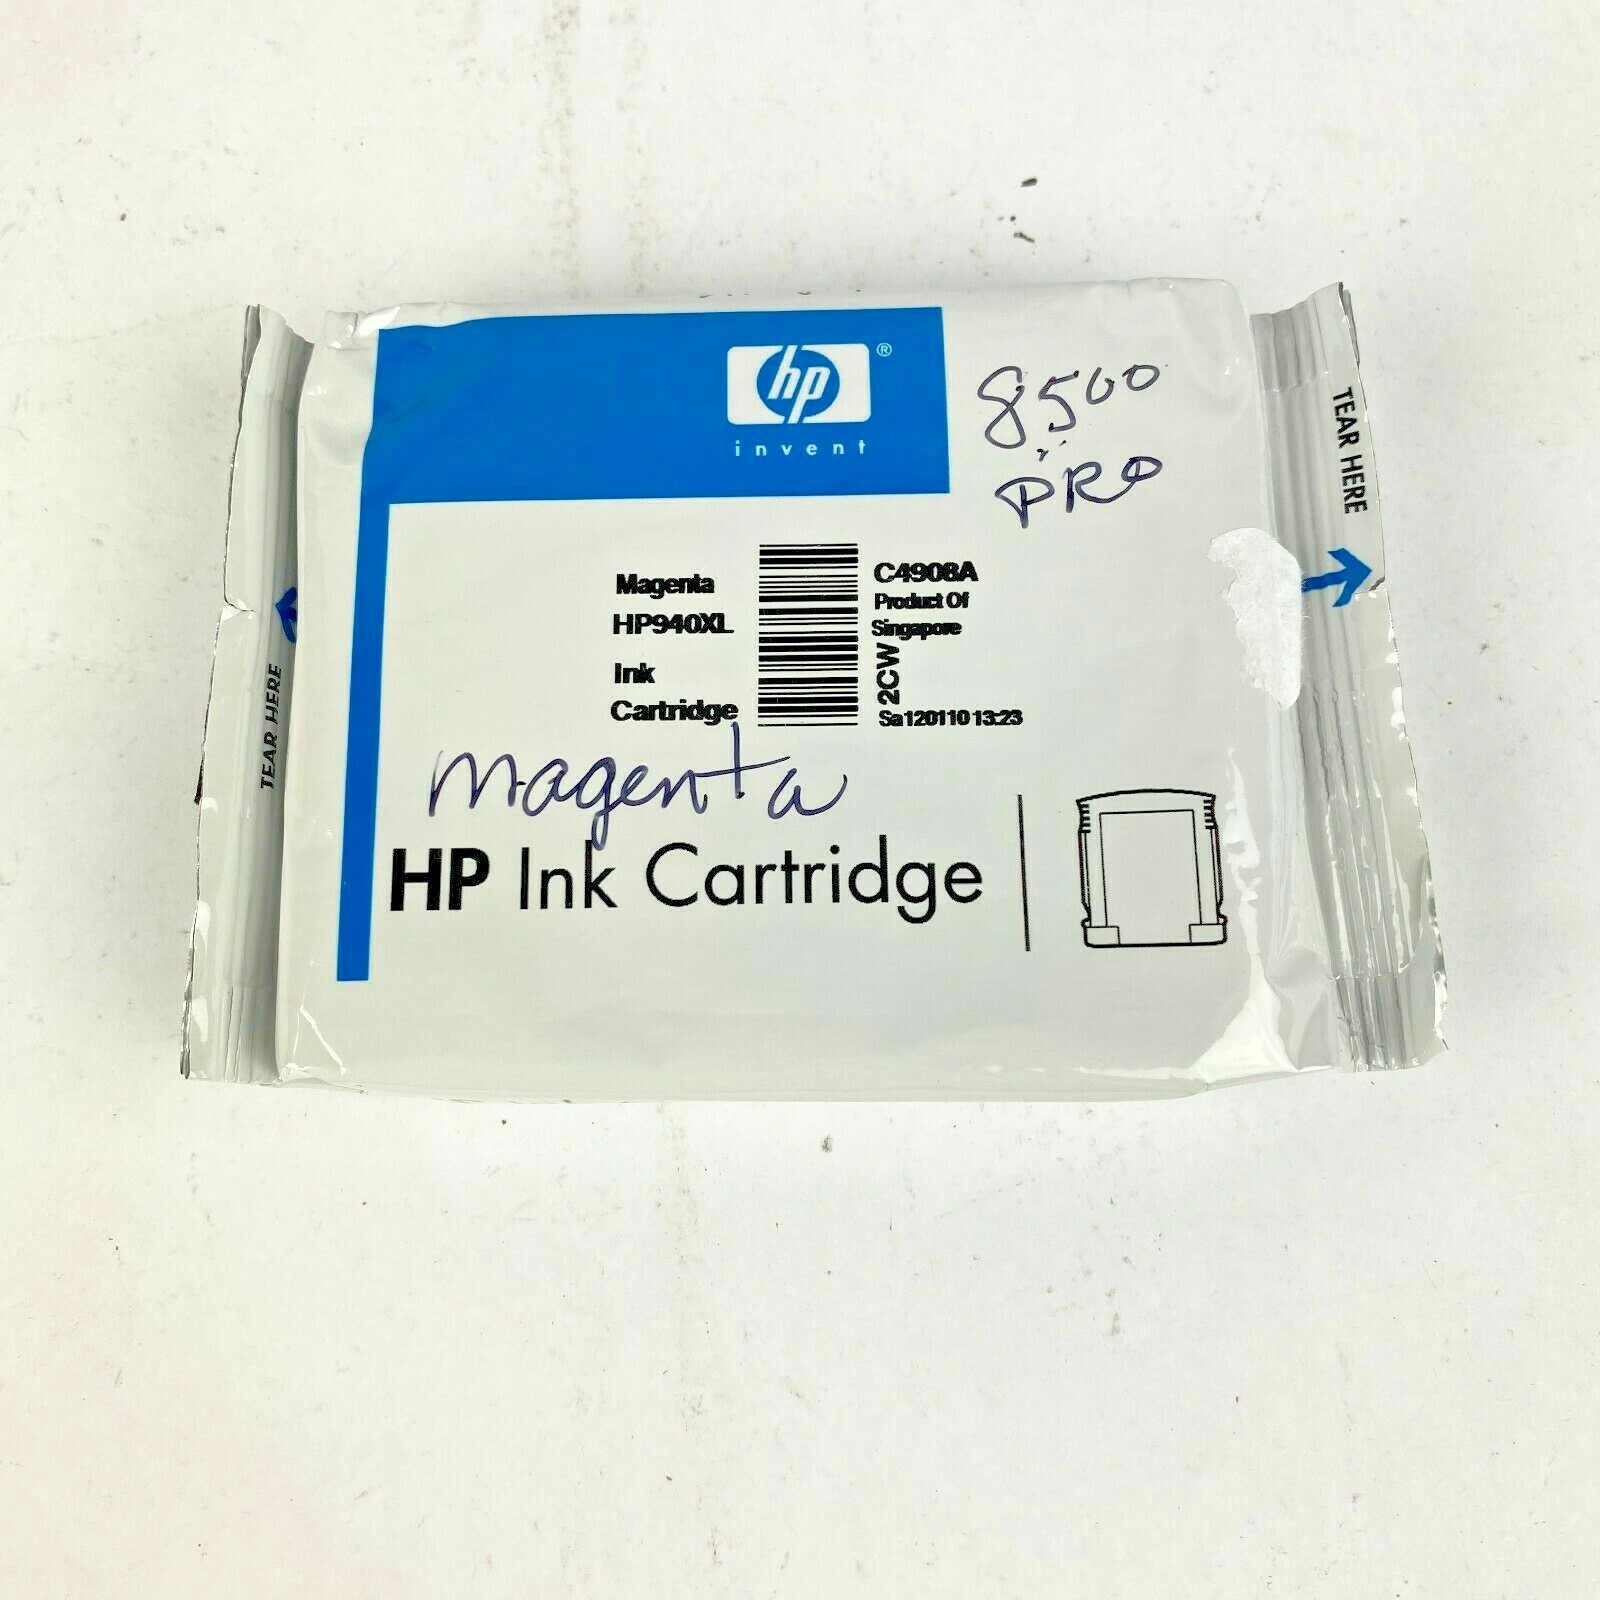 hp®
invent
8500
PRO
Magenta
HP940XL
Ink
Cartridge
C4908A
Product Of
Singapore
2CW
Sa120110 13:23
magenta
HP Ink Cartridge
TEAR HERE
TEAR HERE